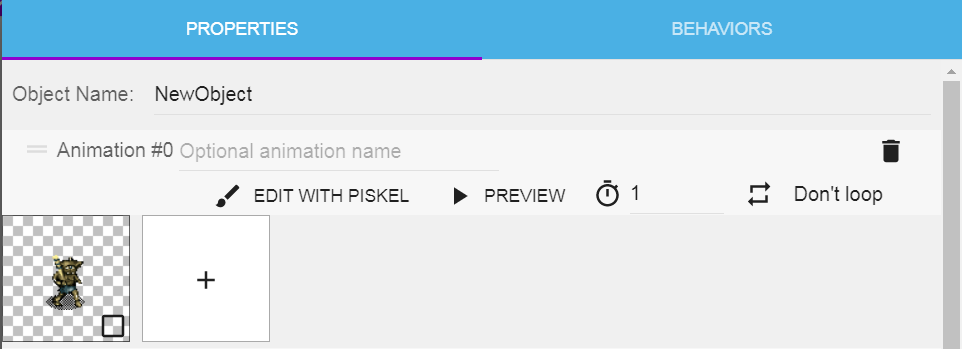 PROPERTIES BEHAVIORS
Object Name: NewObject
Animation #0 Optional animation name
EDIT WITH PISKEL PREVIEW 1 Don't loop
+